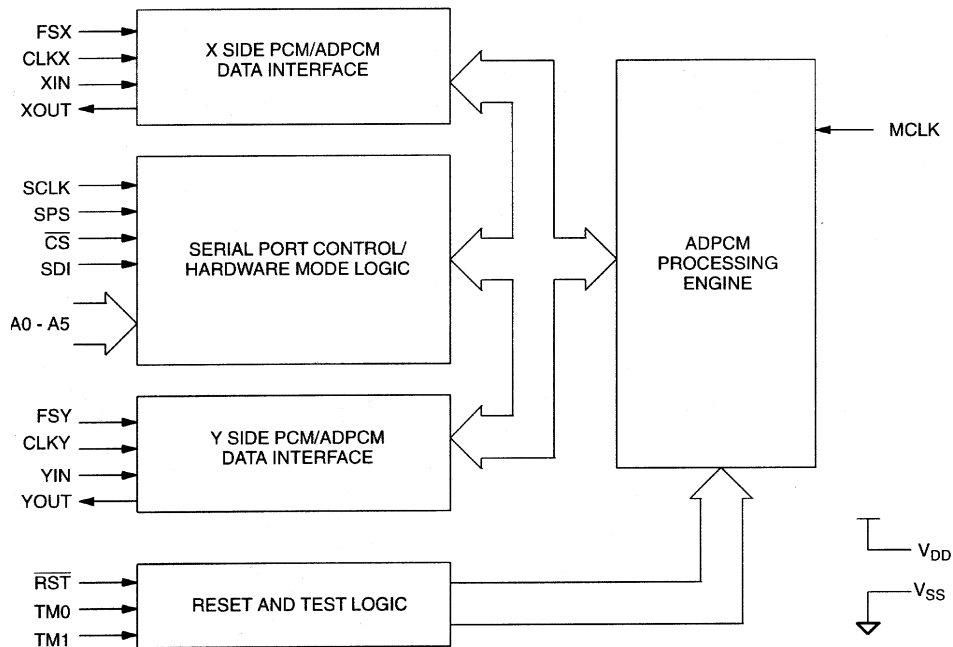 FSX
CLKX
XIN
XOUT
X SIDE PCM/ADPCM
DATA INTERFACE
SCLK
SPS
C̅S̅
SDI
A0 - A5
SERIAL PORT CONTROL/
HARDWARE MODE LOGIC
FSY
CLKY
YIN
YOUT
Y SIDE PCM/ADPCM
DATA INTERFACE
R̅S̅T̅
TM0
TM1
RESET AND TEST LOGIC
ADPCM
PROCESSING
ENGINE
MCLK
VDD
VSS